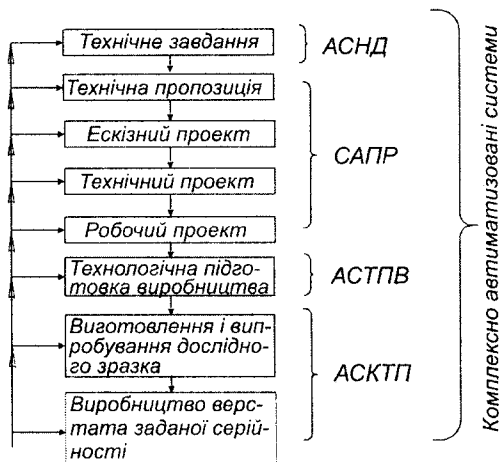 Технічне завдання
АСНД
Технічна пропозиція
Ескізний проект
САПР
Технічний проект
Робочий проект
Технологічна підго-
товка виробництва
АСТПВ
Виготовлення і вип-
робування дослідно-
го зразка
АСКТП
Виробництво верс-
тата заданої серій-
ності
Комплексно автиматизовані системи